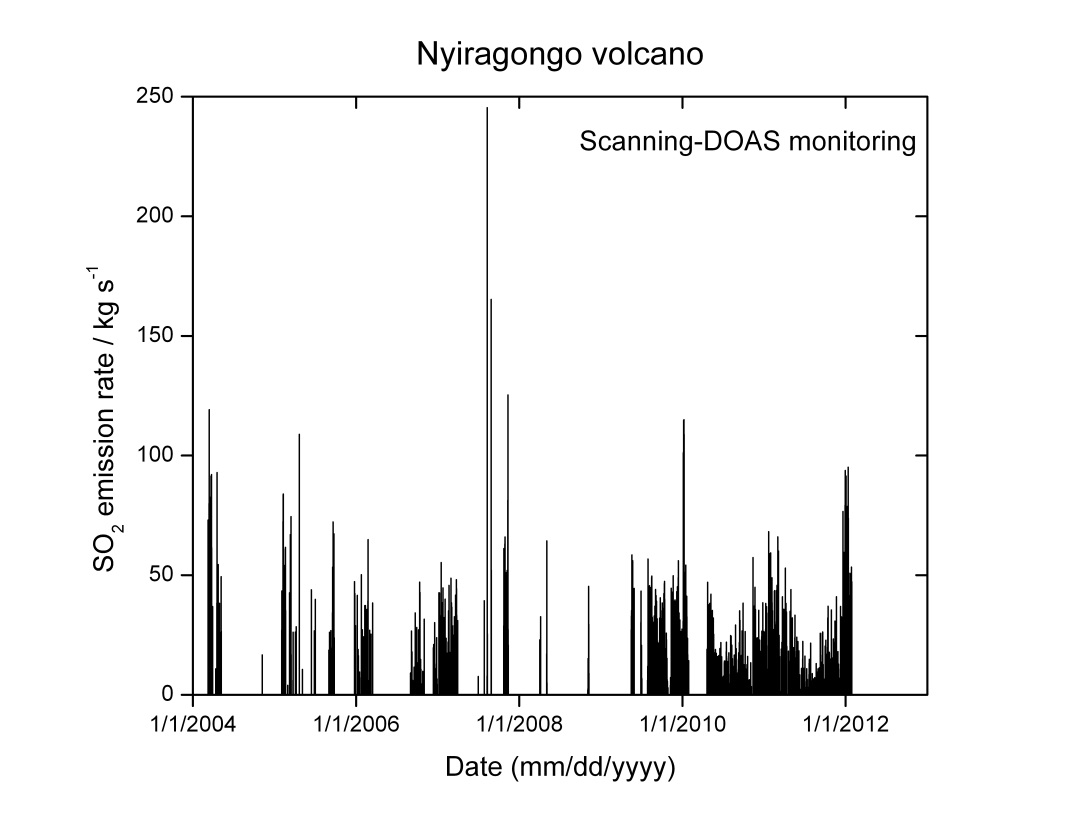 Nyiragongo volcano
Scanning-DOAS monitoring
SO₂ emission rate / kg s⁻¹
250
200
150
100
50
0
1/1/2004 1/1/2006 1/1/2008 1/1/2010 1/1/2012
Date (mm/dd/yyyy)